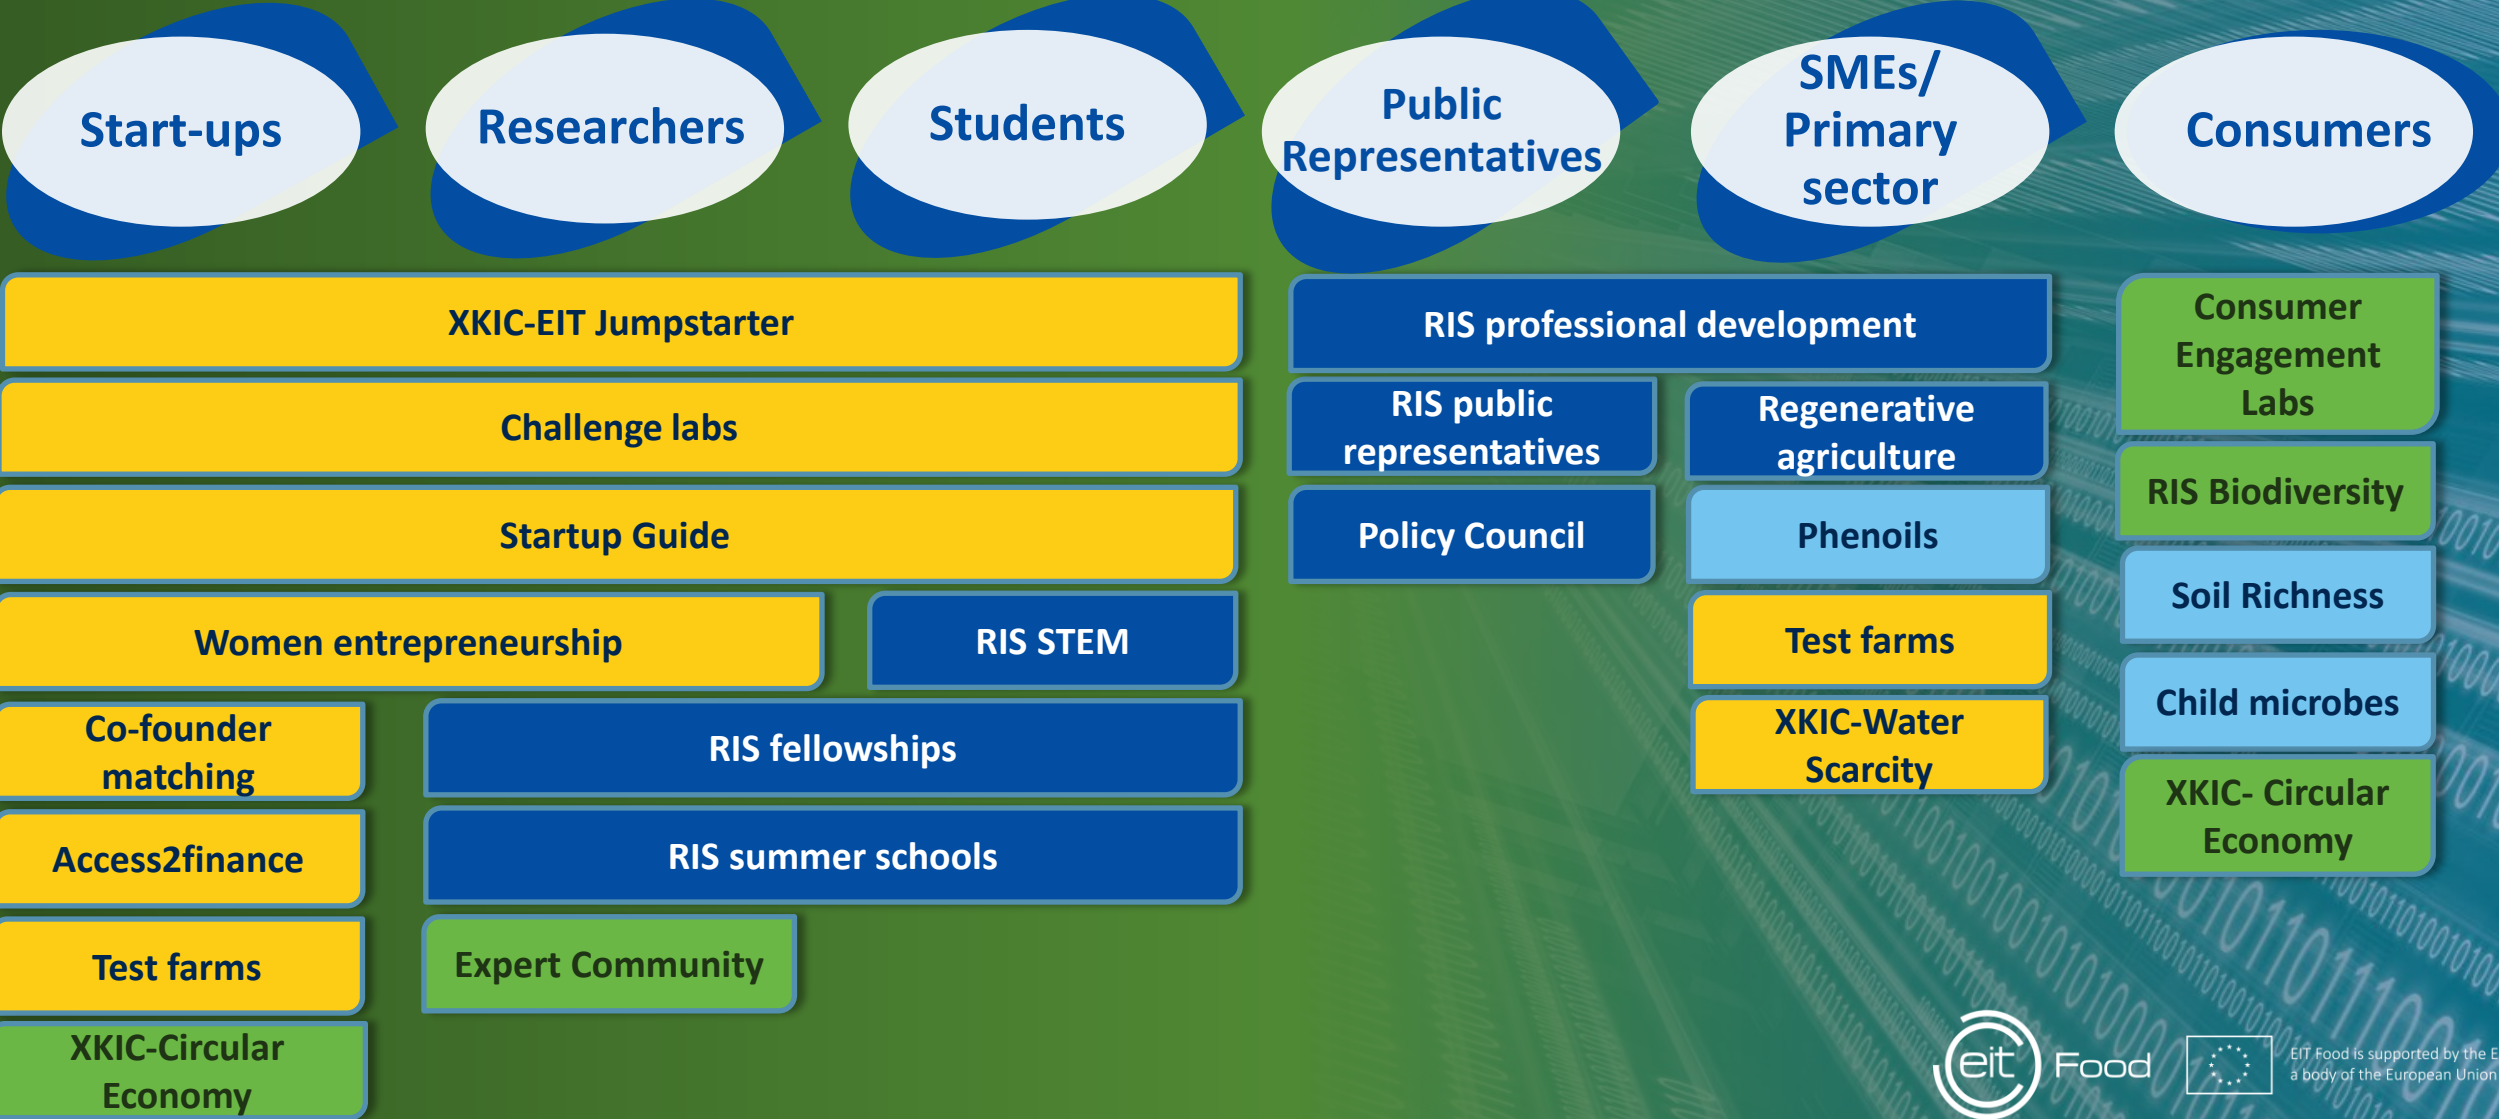 Start-ups
Researchers
Students
Public
Representatives
SMEs/
Primary
sector
Consumers
XKIC-EIT Jumpstarter
Challenge labs
Startup Guide
Women entrepreneurship
RIS STEM
Co-founder
matching
RIS fellowships
Access2finance
RIS summer schools
Test farms
Expert Community
XKIC-Circular
Economy
RIS professional development
RIS public
representatives
Regenerative
agriculture
Policy Council
Phenoils
Test farms
XKIC-Water
Scarcity
Consumer
Engagement
Labs
RIS Biodiversity
Soil Richness
Child microbes
XKIC- Circular
Economy
eit Food
EIT Food is supported by the E
a body of the European Union